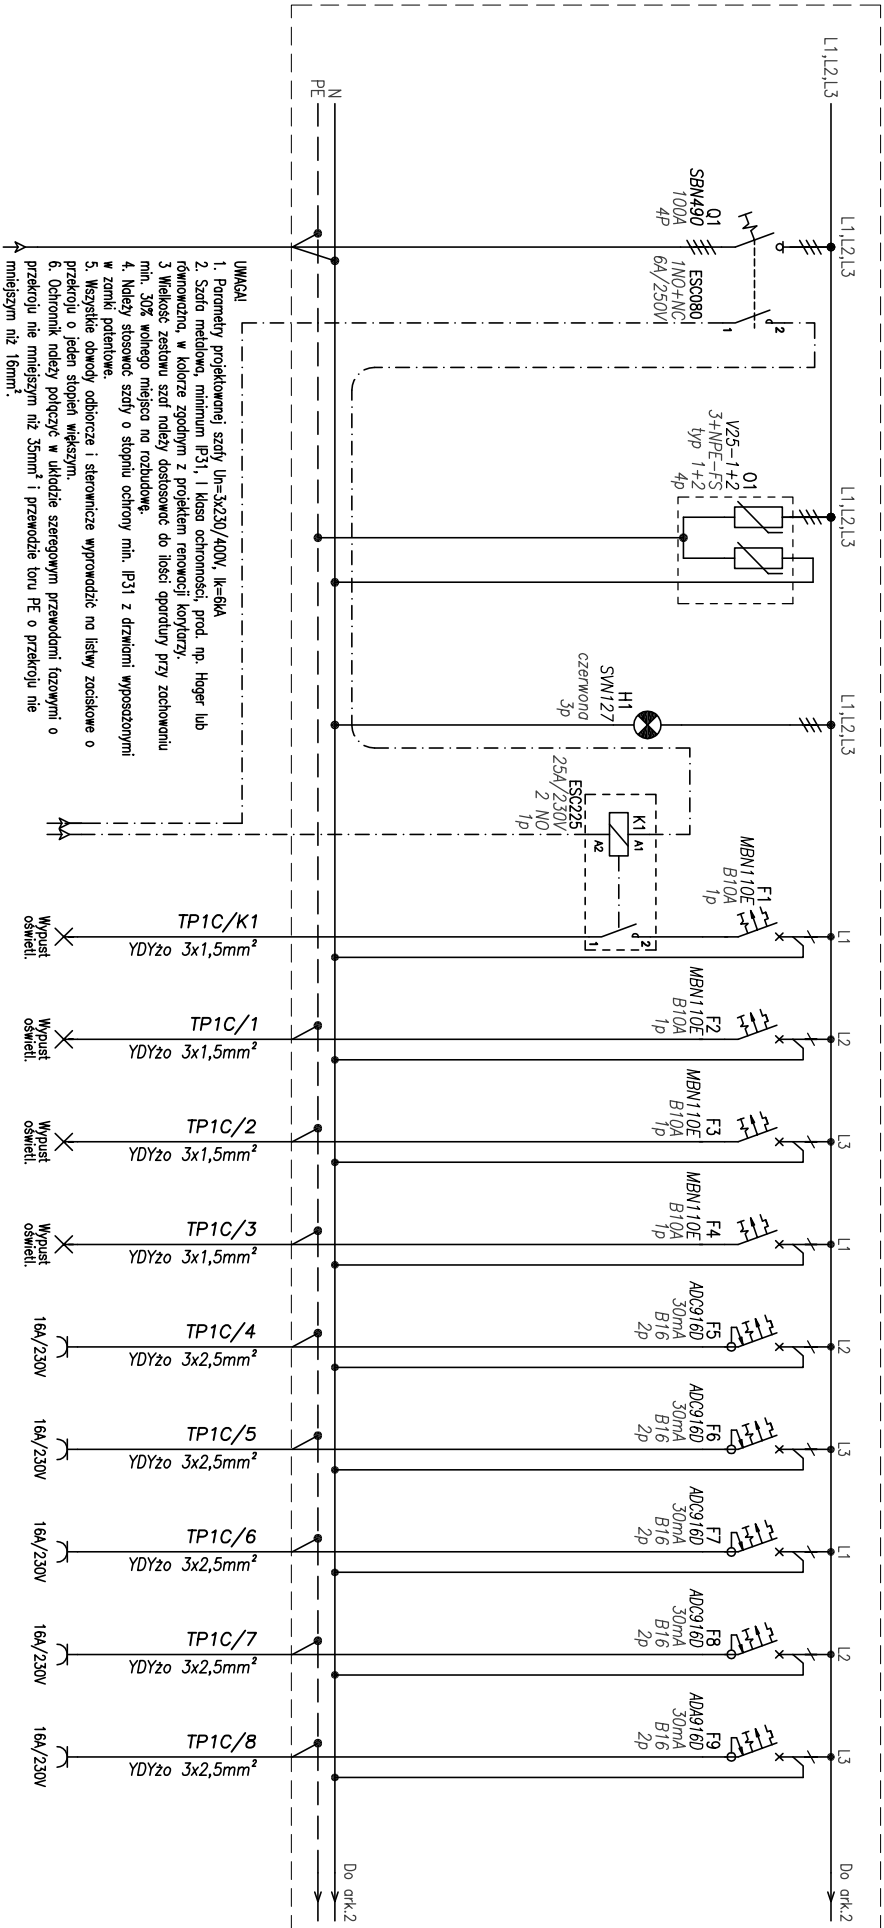 L1,L2,L3
N
PE
L1,L2,L3
Q1
SBN490
100A
4P
ESC080
1NO+NC
6A/250V
1
2
L1,L2,L3
O1
V25-1+2
3+NPE-FS
typ 1+2
4p
L1,L2,L3
H1
SVN127
czerwona
3p
K1
A1
A2
ESC225
25A/230V
2 NO
1p
1
2
L1
F1
MBN110E
B10A
1p
TP1C/K1
YDYżo 3x1,5mm²
Wypust
oświetl.
L2
F2
MBN110E
B10A
1p
TP1C/1
YDYżo 3x1,5mm²
Wypust
oświetl.
L3
F3
MBN110E
B10A
1p
TP1C/2
YDYżo 3x1,5mm²
Wypust
oświetl.
L1
F4
MBN110E
B10A
1p
TP1C/3
YDYżo 3x1,5mm²
Wypust
oświetl.
L2
F5
ADC916D
30mA
B16
2p
TP1C/4
YDYżo 3x2,5mm²
16A/230V
L3
F6
ADC916D
30mA
B16
2p
TP1C/5
YDYżo 3x2,5mm²
16A/230V
L1
F7
ADC916D
30mA
B16
2p
TP1C/6
YDYżo 3x2,5mm²
16A/230V
L2
F8
ADC916D
30mA
B16
2p
TP1C/7
YDYżo 3x2,5mm²
16A/230V
L3
F9
ADA916D
30mA
B16
2p
TP1C/8
YDYżo 3x2,5mm²
16A/230V
Do ark.2
Do ark.2
UWAGA!
1. Parametry projektowanej szafy Un=3x230/400V, Ik=6kA
2. Szafa metalowa, minimum IP31, I klasa ochronności, prod. np. Hager lub
równoważna, w kolorze zgodnym z projektem renowacji korytarzy.
3 Wielkość zestawu szaf należy dostosować do ilości aparatury przy zachowaniu
min. 30% wolnego miejsca na rozbudowę.
4. Należy stosować szafy o stopniu ochrony min. IP31 z drzwiami wyposażonymi
w zamki patentowe.
5. Wszystkie obwody odbiorcze i sterownicze wyprowadzić na listwy zaciskowe o
przekroju o jeden stopień większym.
6. Ochronnik należy połączyć w układzie szeregowym przewodami fazowymi o
przekroju nie mniejszym niż 35mm² i przewodzie toru PE o przekroju nie
mniejszym niż 16mm².